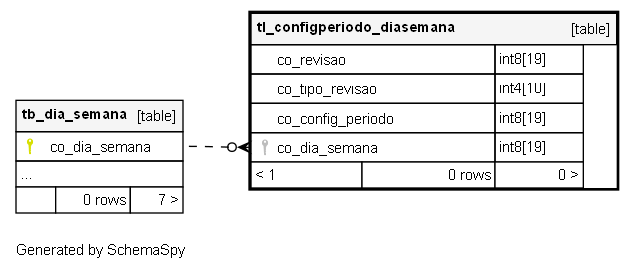 tl_configperiodo_diasemana [table]
co_revisao int8[19]
co_tipo_revisao int4[10]
co_config_periodo int8[19]
co_dia_semana int8[19]
< 1 0 rows 0 >
tb_dia_semana [table]
co_dia_semana
...
0 rows 7 >
Generated by SchemaSpy